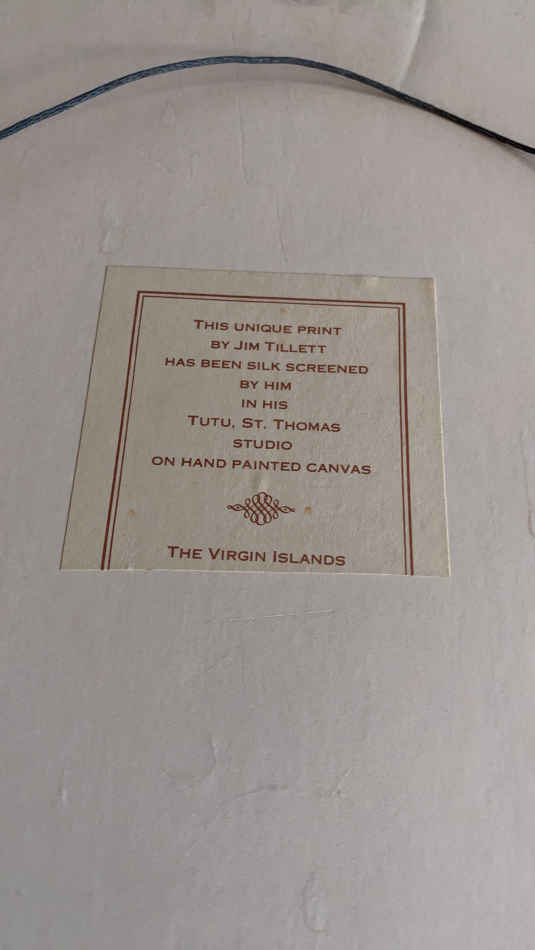 This unique print
by Jim Tillett
has been silk screened
by him
in his
Tutu, St. Thomas
studio
on hand painted canvas
The Virgin Islands